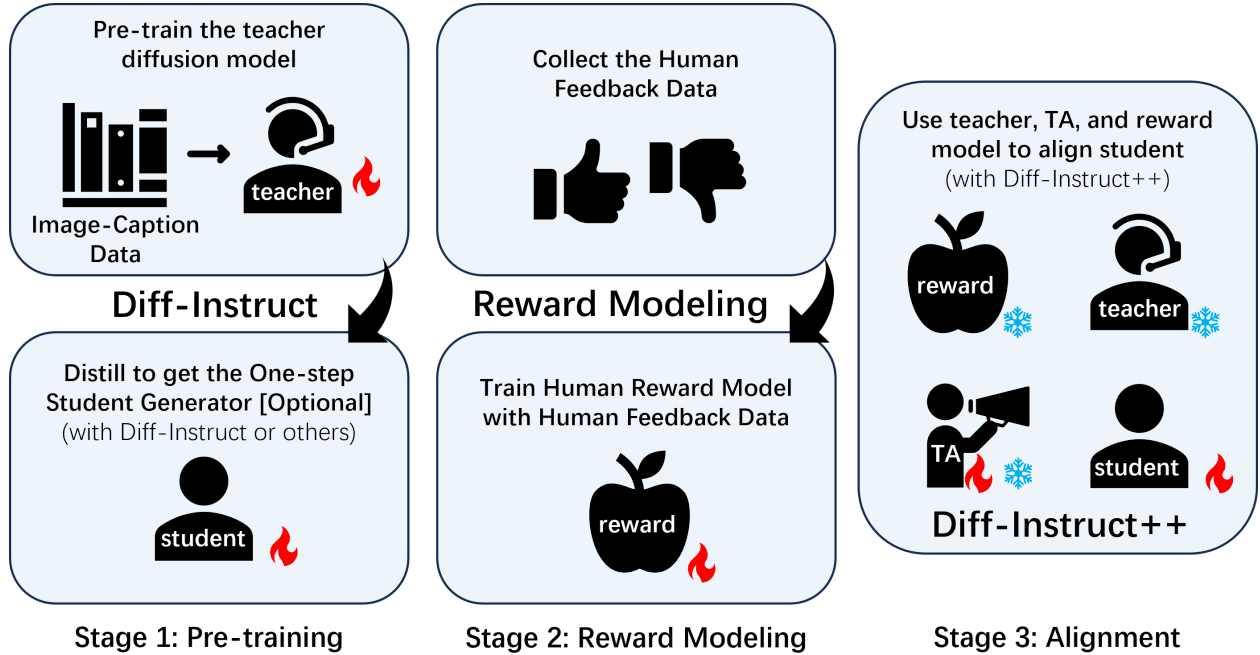 Pre-train the teacher
diffusion model
teacher
Image-Caption
Data
Diff-Instruct
Distill to get the One-step
Student Generator [Optional]
(with Diff-Instruct or others)
student
Stage 1: Pre-training
Collect the Human
Feedback Data
Reward Modeling
Train Human Reward Model
with Human Feedback Data
reward
Stage 2: Reward Modeling
Use teacher, TA, and reward
model to align student
(with Diff-Instruct++)
reward
teacher
TA
student
Diff-Instruct++
Stage 3: Alignment